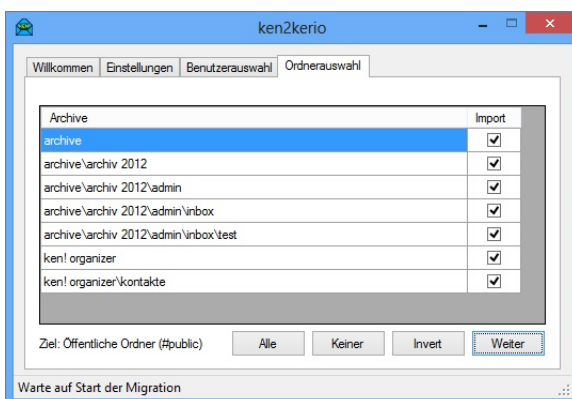 ken2kerio
Willkommen Einstellungen Benutzerauswahl Ordnerauswahl
Archive Import
archive
archive\archiv 2012
archive\archiv 2012\admin
archive\archiv 2012\admin\inbox
archive\archiv 2012\admin\inbox\test
ken! organizer
ken! organizer\kontakte
Ziel: Öffentliche Ordner (#public) Alle Keiner Invert Weiter
Warte auf Start der Migration